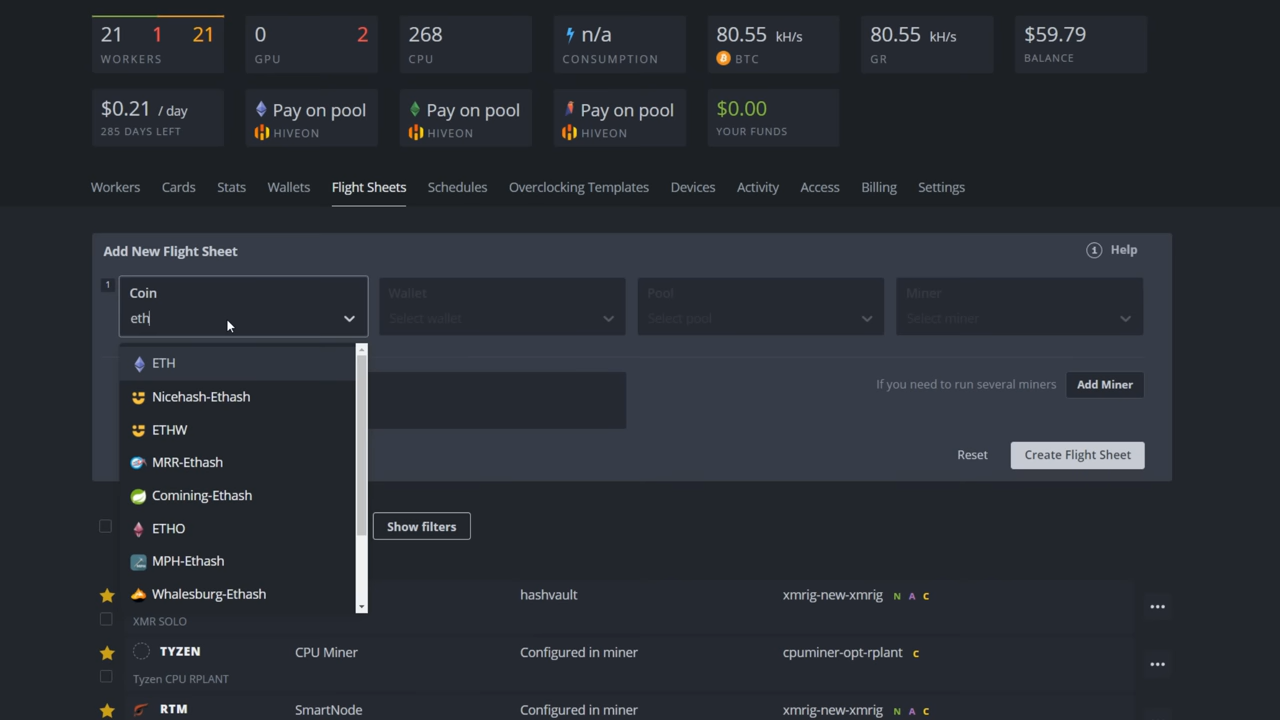 21 1 21
WORKERS
0 2
GPU
268
CPU
n/a
CONSUMPTION
80.55 kH/s
BTC
80.55 kH/s
GR
$59.79
BALANCE
$0.21 / day
285 DAYS LEFT
Pay on pool
HIVEON
Pay on pool
HIVEON
Pay on pool
HIVEON
$0.00
YOUR FUNDS
Workers Cards Stats Wallets Flight Sheets Schedules Overclocking Templates Devices Activity Access Billing Settings
Add New Flight Sheet
Help
1
Coin
eth
Wallet
Select wallet
Pool
Select pool
Miner
Select miner
ETH
Nicehash-Ethash
ETHW
MRR-Ethash
Comining-Ethash
ETHO
MPH-Ethash
Whalesburg-Ethash
If you need to run several miners Add Miner
Reset Create Flight Sheet
Show filters
hashvault xmrig-new-xmrig N A C
XMR SOLO
TYZEN CPU Miner Configured in miner cpuminer-opt-rplant C
Tyzen CPU RPLANT
RTM SmartNode Configured in miner xmrig-new-xmrig N A C